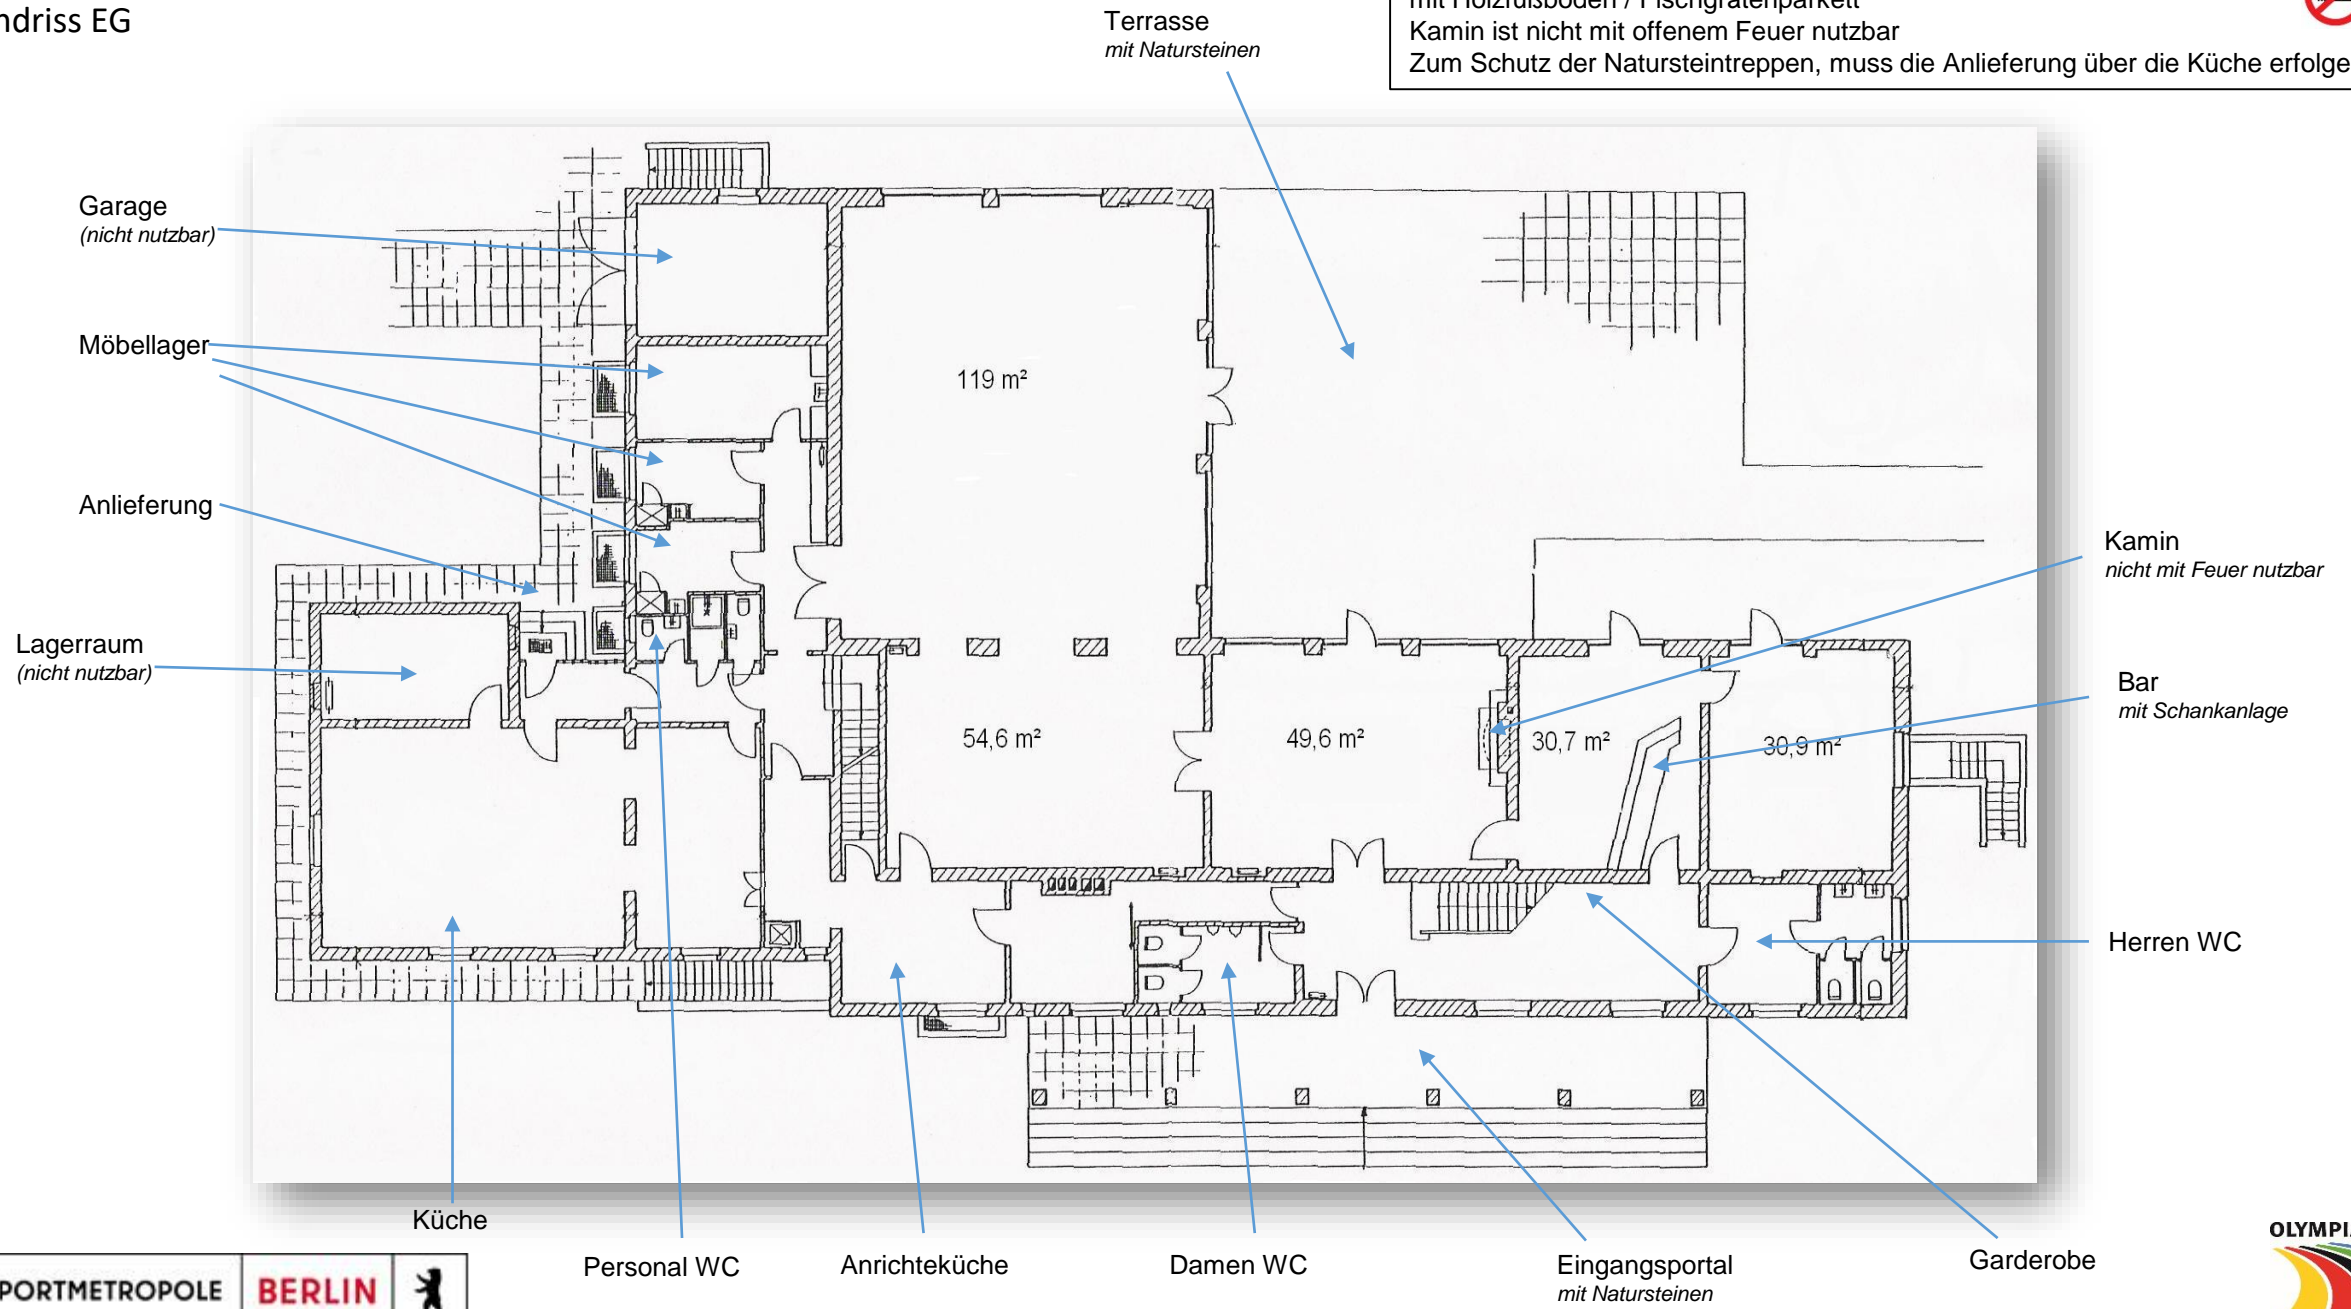 ndriss EG
mit Holzfußboden / Fischgrätenparkett
Kamin ist nicht mit offenem Feuer nutzbar
Zum Schutz der Natursteintreppen, muss die Anlieferung über die Küche erfolge
Terrasse
mit Natursteinen
Garage
(nicht nutzbar)
Möbellager
119 m²
Anlieferung
Kamin
nicht mit Feuer nutzbar
Lagerraum
(nicht nutzbar)
Bar
mit Schankanlage
54,6 m²
49,6 m²
30,7 m²
30,9 m²
Herren WC
Küche
Personal WC
Anrichteküche
Damen WC
Eingangsportal
mit Natursteinen
Garderobe
PORTMETROPOLE
BERLIN
OLYMPI